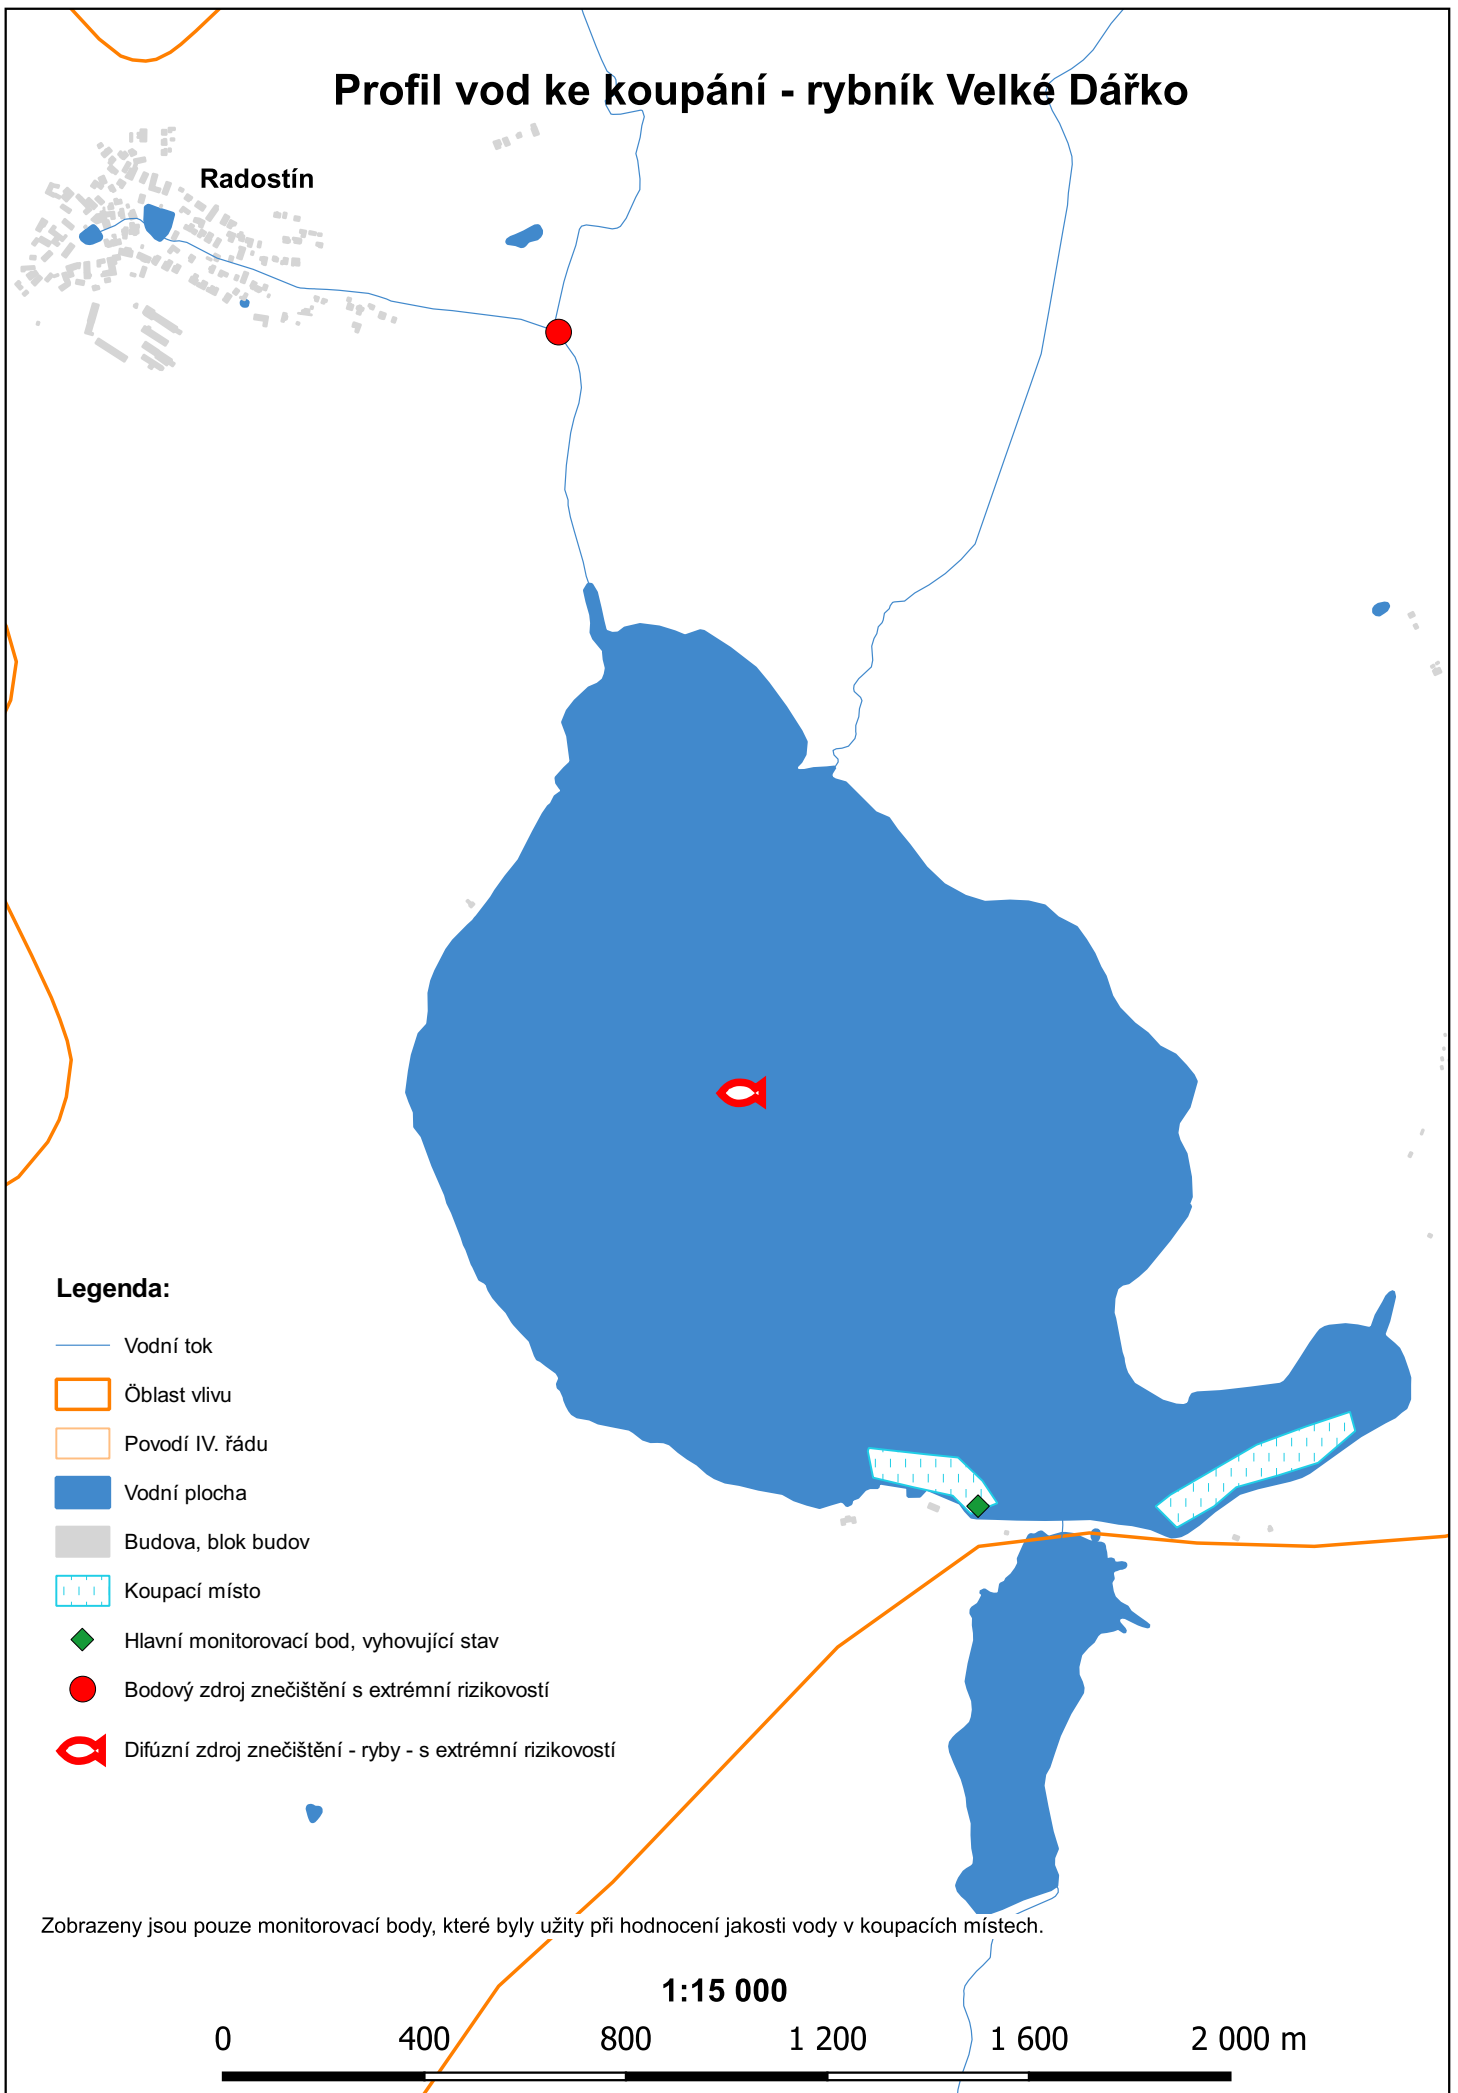 Profil vod ke koupání - rybník Velké Dářko
Radostín
Legenda:
Vodní tok
Öblast vlivu
Povodí IV. řádu
Vodní plocha
Budova, blok budov
Koupací místo
Hlavní monitorovací bod, vyhovující stav
Bodový zdroj znečištění s extrémní rizikovostí
Difúzní zdroj znečištění - ryby - s extrémní rizikovostí
Zobrazeny jsou pouze monitorovací body, které byly užity při hodnocení jakosti vody v koupacích místech.
1:15 000
0 400 800 1 200 1 600 2 000 m